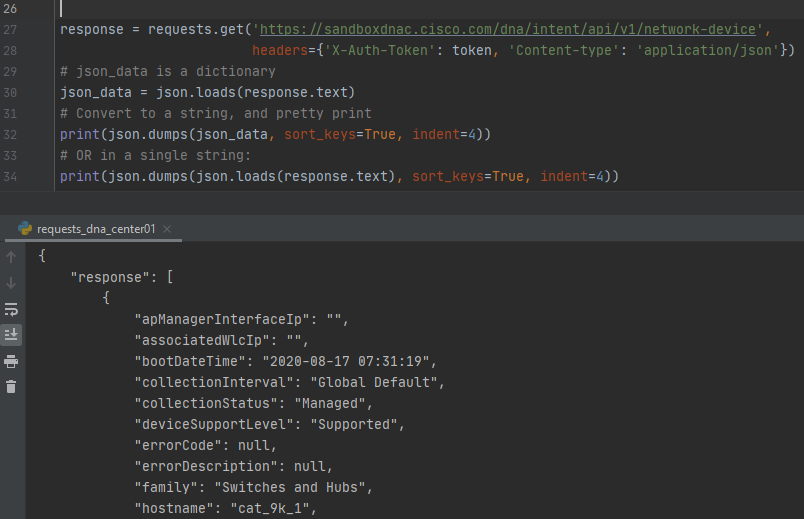 26
27 response = requests.get('https://sandboxdnac.cisco.com/dna/intent/api/v1/network-device',
28 headers={'X-Auth-Token': token, 'Content-type': 'application/json'})
29 # json_data is a dictionary
30 json_data = json.loads(response.text)
31 # Convert to a string, and pretty print
32 print(json.dumps(json_data, sort_keys=True, indent=4))
33 # OR in a single string:
34 print(json.dumps(json.loads(response.text), sort_keys=True, indent=4))
requests_dna_center01
{
"response": [
{
"apManagerInterfaceIp": "",
"associatedWlcIp": "",
"bootDateTime": "2020-08-17 07:31:19",
"collectionInterval": "Global Default",
"collectionStatus": "Managed",
"deviceSupportLevel": "Supported",
"errorCode": null,
"errorDescription": null,
"family": "Switches and Hubs",
"hostname": "cat_9k_1",